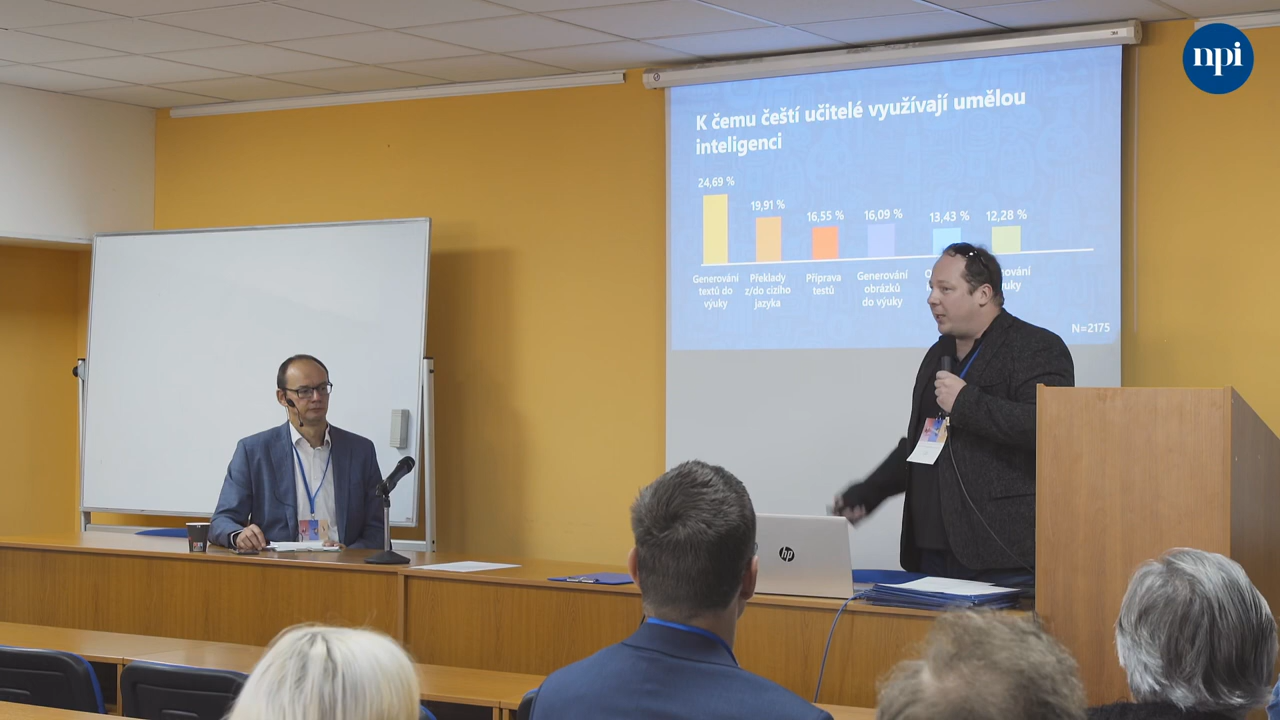 npi
K čemu čeští učitelé využívají umělou
inteligenci
24,69 %
19,91 %
16,55 %
16,09 %
13,43 %
12,28 %
Generování
textů do
výuky
Překlady
z/do cizího
jazyka
Příprava
testů
Generování
obrázků
do výuky
N=2175
hp